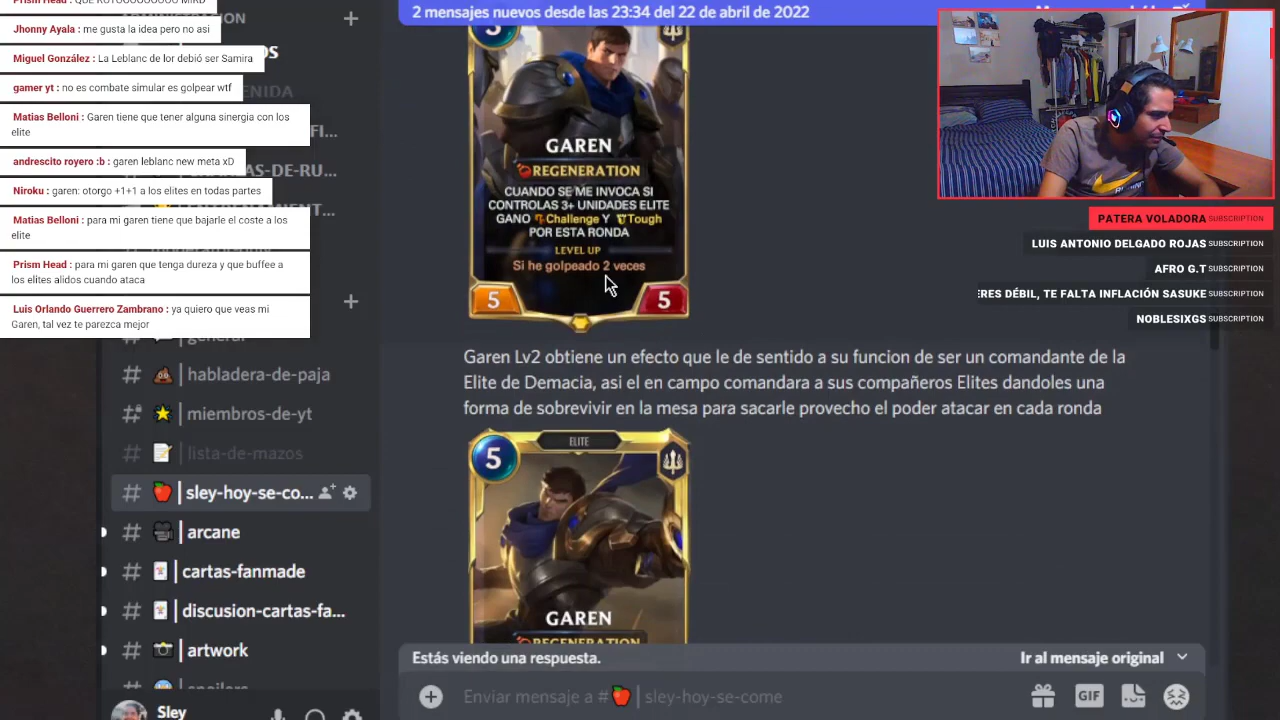 Jhonny Ayala : me gusta la idea pero no asi
Miguel González : La Leblanc de lor debió ser Samira
gamer yt : no es combate simular es golpear wtf
Matias Belloni : Garen tiene que tener alguna sinergia con los
elite
andrescito royero :b : garen leblanc new meta xD
Niroku : garen: otorgo +1+1 a los elites en todas partes
Matias Belloni : para mi garen tiene que bajarle el coste a los
elite
Prism Head : para mi garen que tenga dureza y que buffee a
los elites alidos cuando ataca
Luis Orlando Guerrero Zambrano : ya quiero que veas mi
Garen, tal vez te parezca mejor
general
habladera-de-paja
miembros-de-yt
lista-de-mazos
sley-hoy-se-co...
arcane
cartas-fanmade
discusion-cartas-fa...
artwork
Sley
2 mensajes nuevos desde las 23:34 del 22 de abril de 2022
GAREN
REGENERATION
CUANDO SE ME INVOCA SI
CONTROLAS 3+ UNIDADES ELITE
GANO Challenge Y Tough
POR ESTA RONDA
LEVEL UP
Si he golpeado 2 veces
5 5
Garen Lv2 obtiene un efecto que le de sentido a su funcion de ser un comandante de la
Elite de Demacia, asi el en campo comandara a sus compañeros Elites dandoles una
forma de sobrevivir en la mesa para sacarle provecho el poder atacar en cada ronda
ELITE
5
GAREN
REGENERATION
Estás viendo una respuesta. Ir al mensaje original
Enviar mensaje a # | sley-hoy-se-come
GIF
PATERA VOLADORA SUBSCRIPTION
LUIS ANTONIO DELGADO ROJAS SUBSCRIPTION
AFRO G.T SUBSCRIPTION
ERES DÉBIL, TE FALTA INFLACIÓN SASUKE SUBSCRIPTION
NOBLESIXGS SUBSCRIPTION